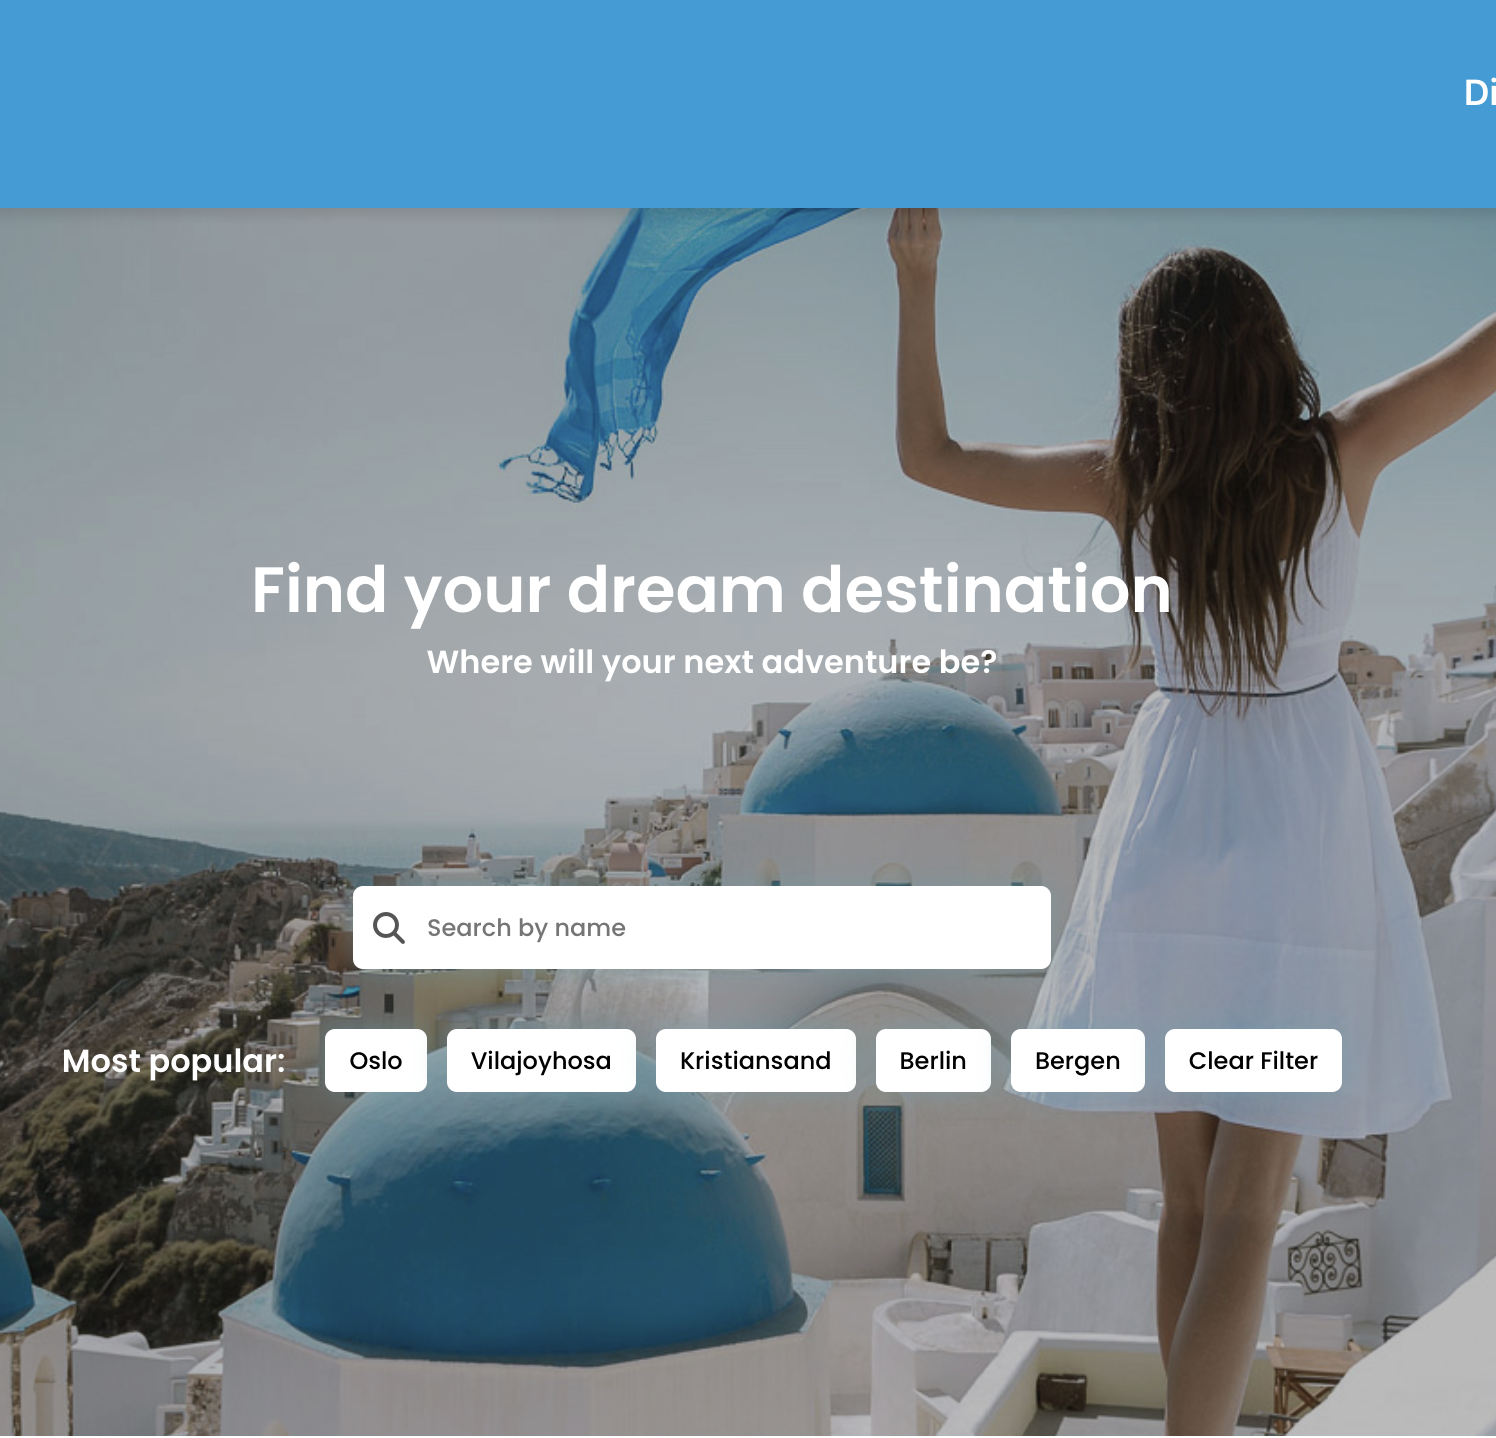 Di
Find your dream destination
Where will your next adventure be?
Search by name
Most popular: Oslo Vilajoyhosa Kristiansand Berlin Bergen Clear Filter